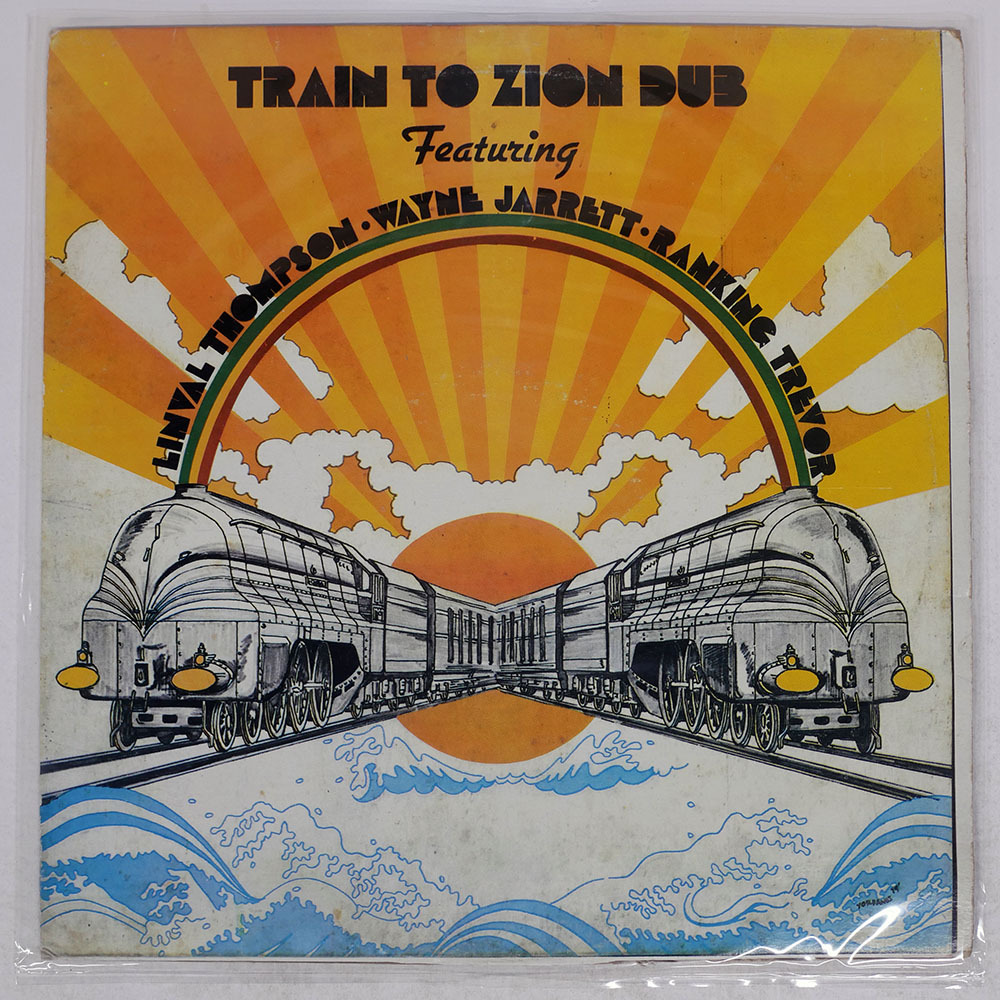 TRAIN TO ZION DUB
Featuring
LINVAL THOMPSON · WAYNE JARRETT · RANKING TREVOR